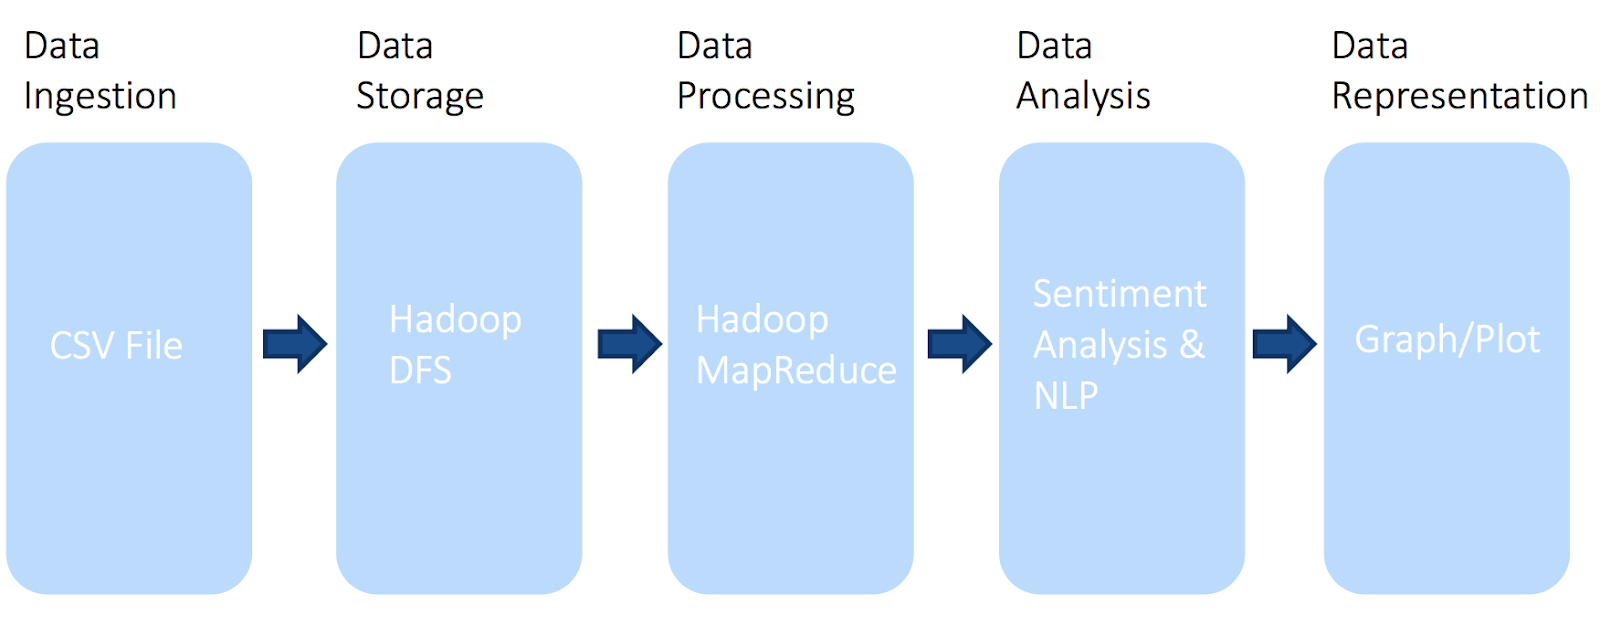 Data
Ingestion
Data
Storage
Data
Processing
Data
Analysis
Data
Representation
CSV File
Hadoop
DFS
Hadoop
MapReduce
Sentiment
Analysis &
NLP
Graph/Plot